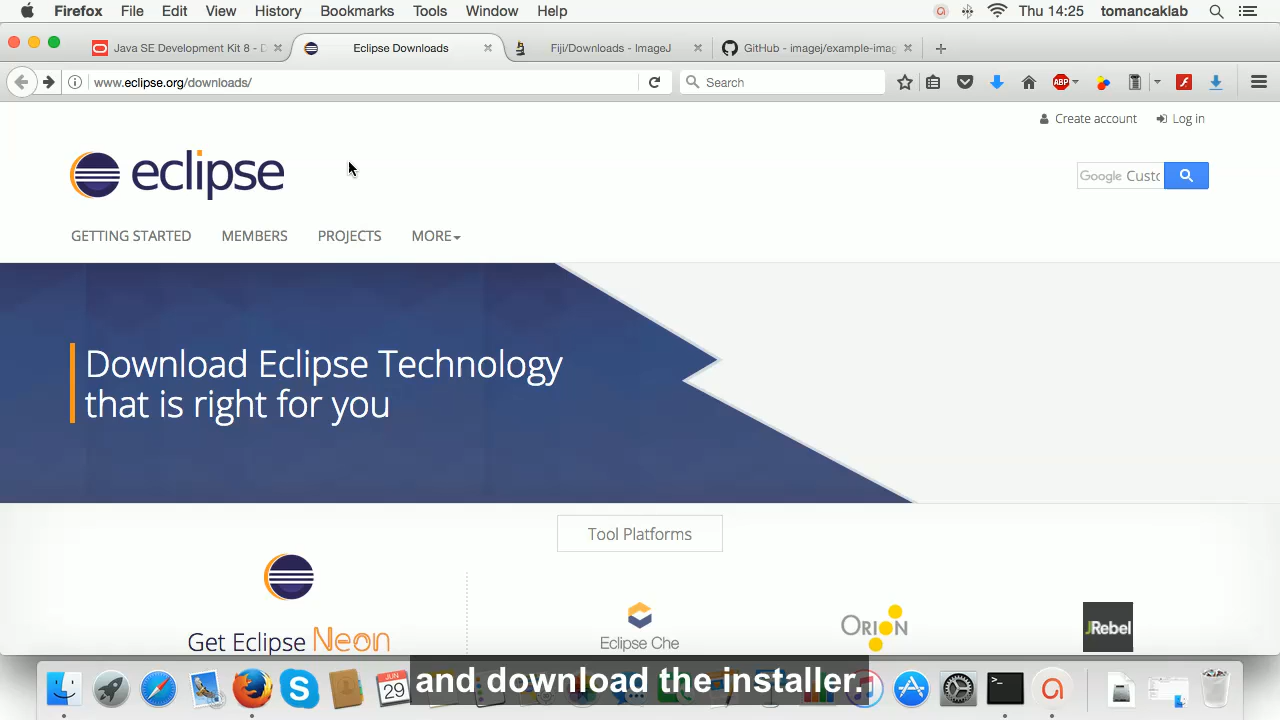 Firefox File Edit View History Bookmarks Tools Window Help Thu 14:25 tomancaklab
Java SE Development Kit 8 - D Eclipse Downloads Fiji/Downloads - ImageJ GitHub - imagej/example-imag
www.eclipse.org/downloads/ Search ABP
Create account Log in
eclipse
Google Custo
GETTING STARTED MEMBERS PROJECTS MORE
Download Eclipse Technology
that is right for you
Tool Platforms
ORION
JRebel
Get Eclipse Neon
Eclipse Che
and download the installer.
JUN
29